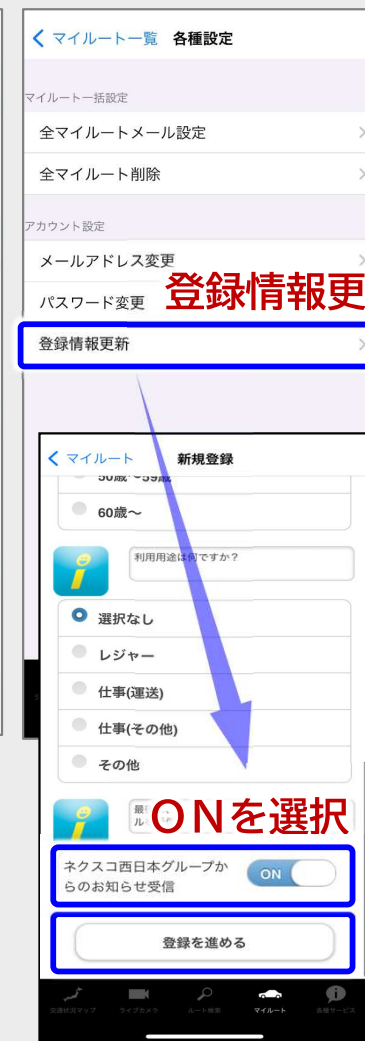 マイルート一覧 各種設定
マイルート一括設定
全マイルートメール設定
全マイルート削除
アカウント設定
メールアドレス変更
パスワード変更
登録情報更
登録情報更新
マイルート 新規登録
50歳~59歳
60歳~
利用用途は何ですか?
選択なし
レジャー
仕事(運送)
仕事(その他)
その他
ONを選択
ネクスコ西日本グループか
らのお知らせ受信
ON
登録を進める
交通状況マップ ライブカメラ ルート検索 マイルート 各種サービス